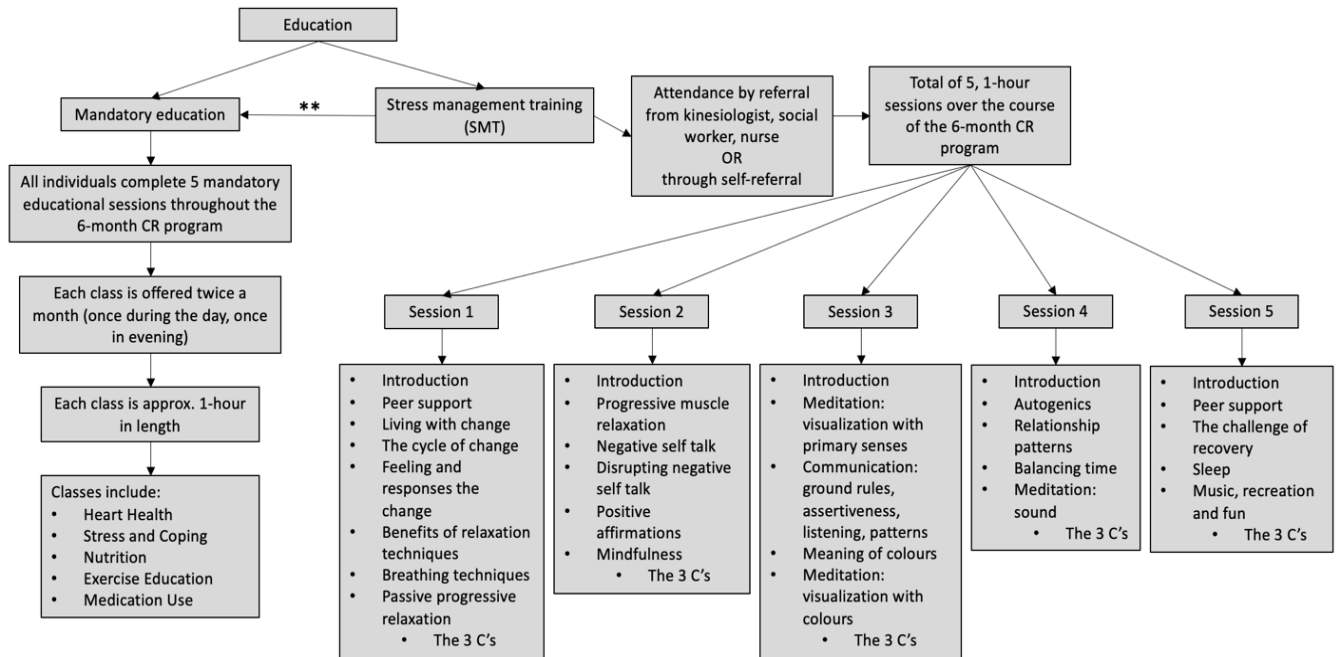 Education
Mandatory education
**
Stress management training
(SMT)
Attendance by referral
from kinesiologist, social
worker, nurse
OR
through self-referral
Total of 5, 1-hour
sessions over the course
of the 6-month CR
program
All individuals complete 5 mandatory
educational sessions throughout the
6-month CR program
Each class is offered twice a
month (once during the day, once
in evening)
Each class is approx. 1-hour
in length
Classes include:
• Heart Health
• Stress and Coping
• Nutrition
• Exercise Education
• Medication Use
Session 1
• Introduction
• Peer support
• Living with change
• The cycle of change
• Feeling and
responses the
change
• Benefits of relaxation
techniques
• Breathing techniques
• Passive progressive
relaxation
• The 3 C's
Session 2
• Introduction
• Progressive muscle
relaxation
• Negative self talk
• Disrupting negative
self talk
• Positive
affirmations
• Mindfulness
• The 3 C's
Session 3
• Introduction
• Meditation:
visualization with
primary senses
• Communication:
ground rules,
assertiveness,
listening, patterns
• Meaning of colours
• Meditation:
visualization with
colours
• The 3 C's
Session 4
• Introduction
• Autogenics
• Relationship
patterns
• Balancing time
• Meditation:
sound
• The 3 C's
Session 5
• Introduction
• Peer support
• The challenge of
recovery
• Sleep
• Music, recreation
and fun
• The 3 C's